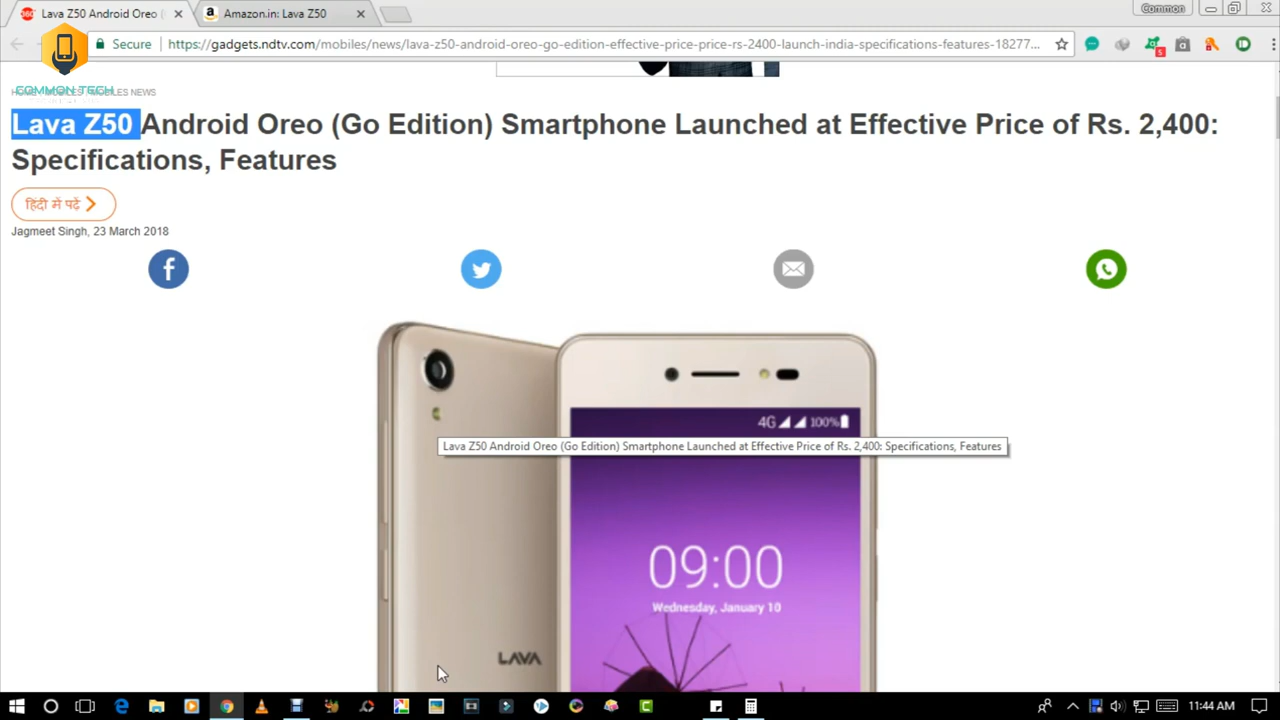 Lava Z50 Android Oreo (
Amazon.in: Lava Z50
Common
Secure
https://gadgets.ndtv.com/mobiles/news/lava-z50-android-oreo-go-edition-effective-price-price-rs-2400-launch-india-specifications-features-18277...
COMMON TECH
HOME MOBILES MOBILES NEWS
Lava Z50 Android Oreo (Go Edition) Smartphone Launched at Effective Price of Rs. 2,400:
Specifications, Features
हिंदी में पढ़ें
Jagmeet Singh, 23 March 2018
4G 100%
Lava Z50 Android Oreo (Go Edition) Smartphone Launched at Effective Price of Rs. 2,400: Specifications, Features
09:00
Wednesday, January 10
LAVA
11:44 AM